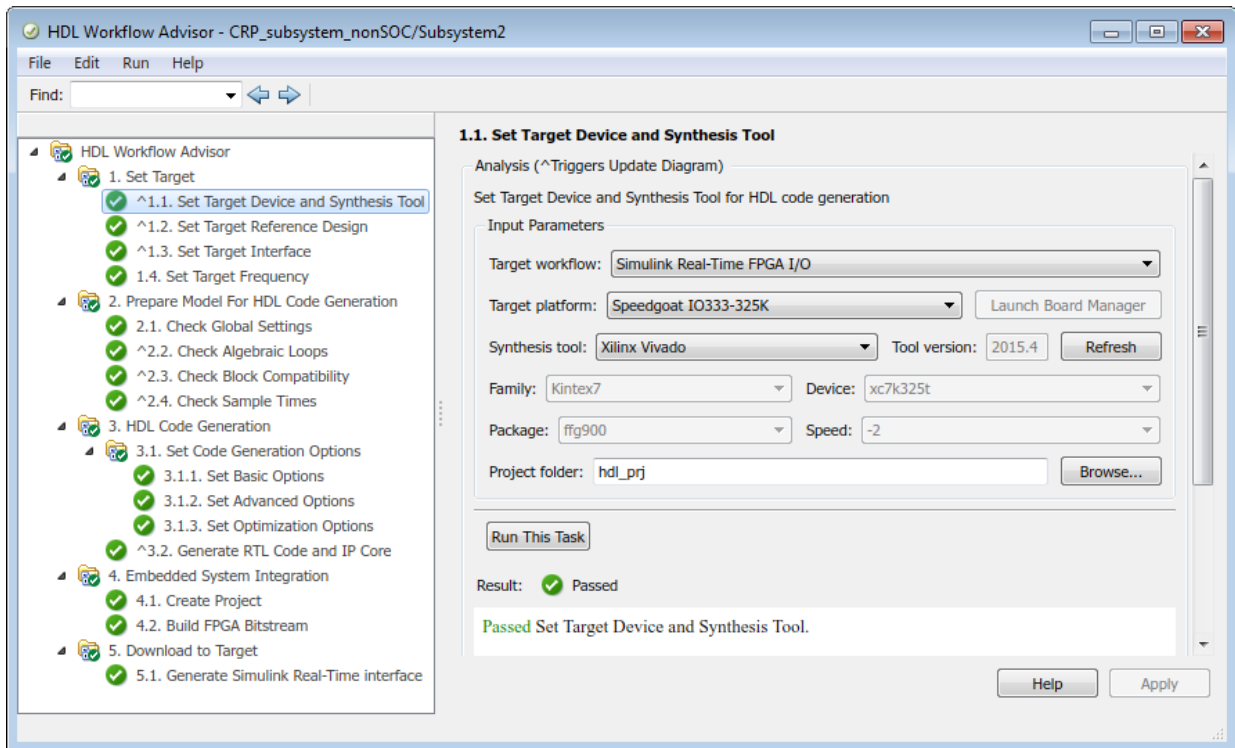 HDL Workflow Advisor - CRP_subsystem_nonSOC/Subsystem2
File Edit Run Help
Find:
HDL Workflow Advisor
1. Set Target
^1.1. Set Target Device and Synthesis Tool
^1.2. Set Target Reference Design
^1.3. Set Target Interface
1.4. Set Target Frequency
2. Prepare Model For HDL Code Generation
2.1. Check Global Settings
^2.2. Check Algebraic Loops
^2.3. Check Block Compatibility
^2.4. Check Sample Times
3. HDL Code Generation
3.1. Set Code Generation Options
3.1.1. Set Basic Options
3.1.2. Set Advanced Options
3.1.3. Set Optimization Options
^3.2. Generate RTL Code and IP Core
4. Embedded System Integration
4.1. Create Project
4.2. Build FPGA Bitstream
5. Download to Target
5.1. Generate Simulink Real-Time interface
1.1. Set Target Device and Synthesis Tool
Analysis (^Triggers Update Diagram)
Set Target Device and Synthesis Tool for HDL code generation
Input Parameters
Target workflow: Simulink Real-Time FPGA I/O
Target platform: Speedgoat IO333-325K Launch Board Manager
Synthesis tool: Xilinx Vivado Tool version: 2015.4 Refresh
Family: Kintex7 Device: xc7k325t
Package: ffg900 Speed: -2
Project folder: hdl_prj Browse...
Run This Task
Result: Passed
Passed Set Target Device and Synthesis Tool.
Help Apply